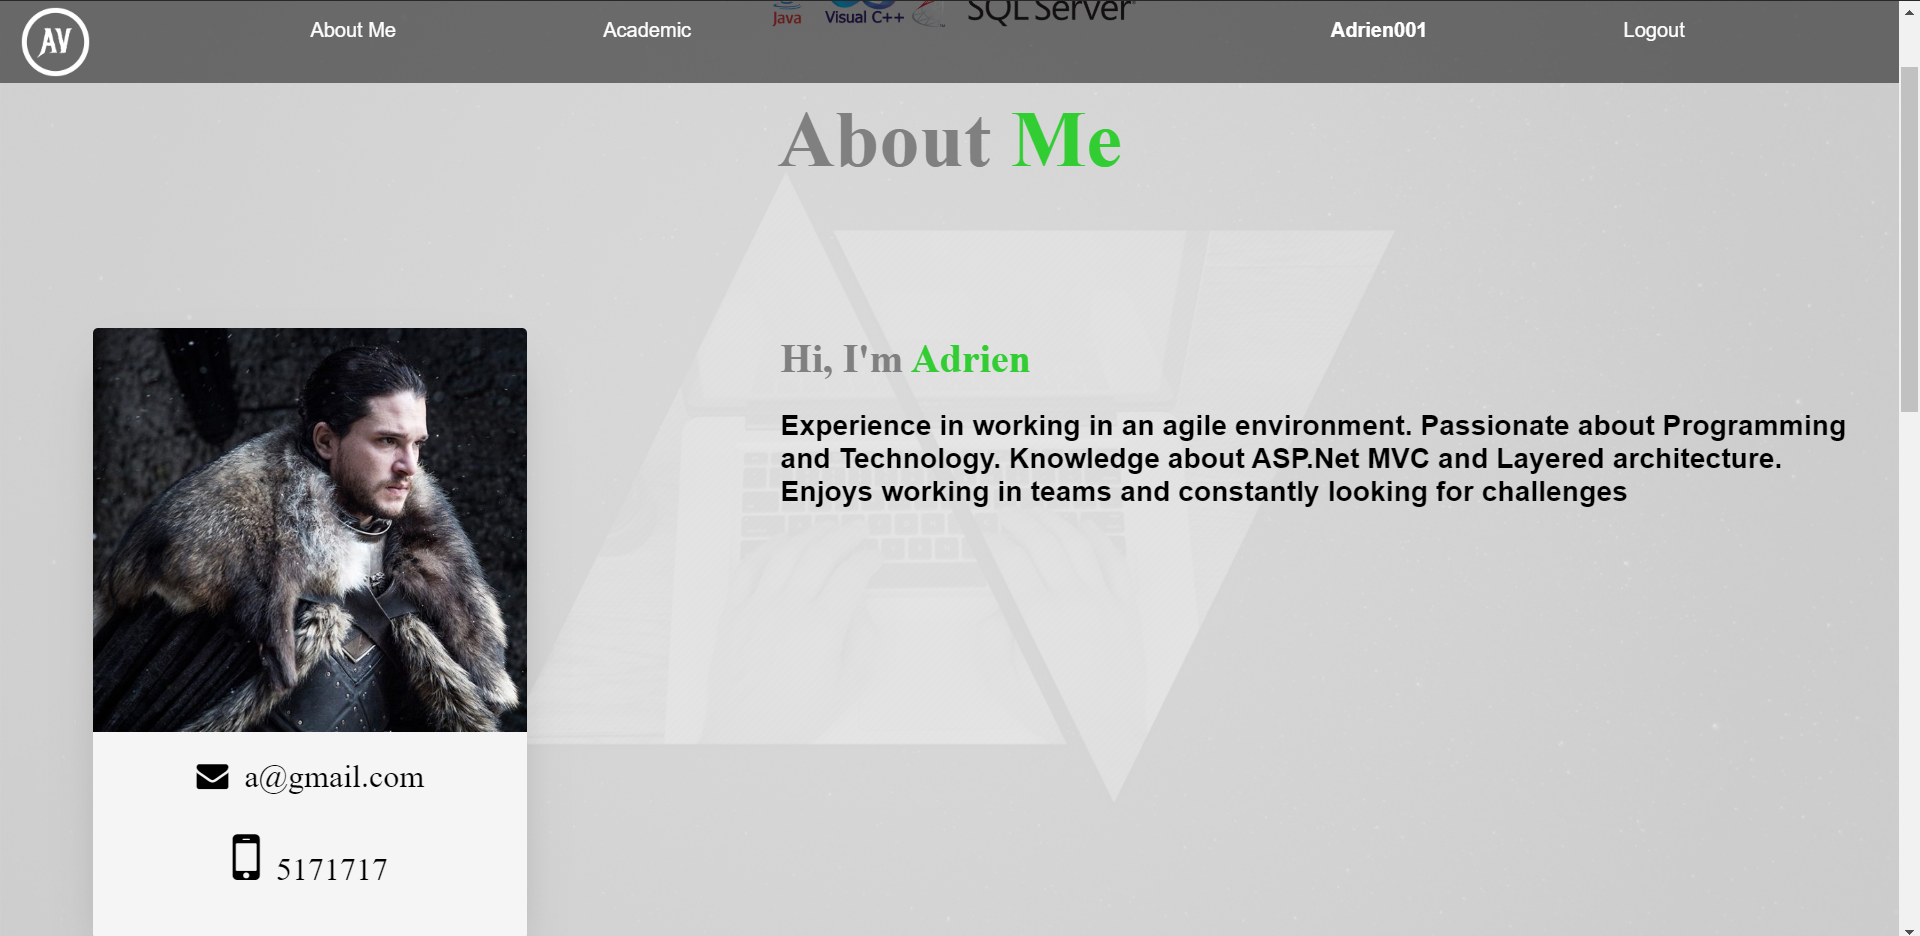 Java
Visual C++
SQL Server
AV
About Me
Academic
Adrien001
Logout
About Me
Hi, I'm Adrien
Experience in working in an agile environment. Passionate about Programming
and Technology. Knowledge about ASP.Net MVC and Layered architecture.
Enjoys working in teams and constantly looking for challenges
a@gmail.com
5171717